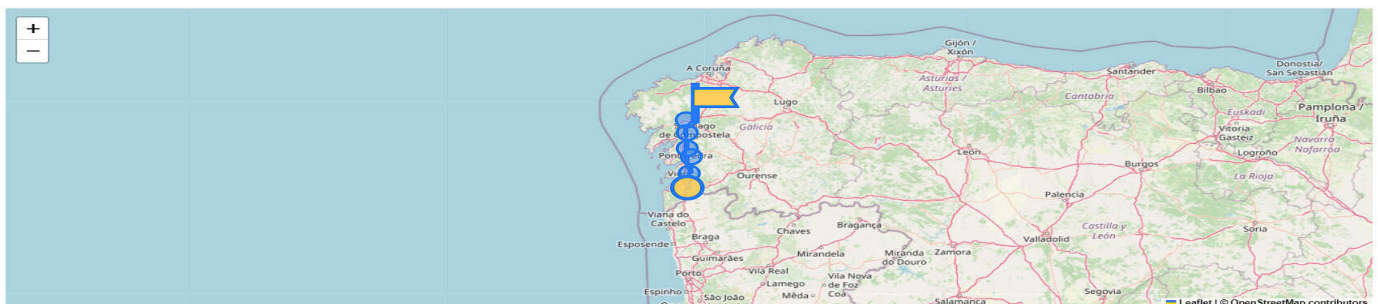 +
−
Gijón /
Xixón
A Coruña
Donostia/
San Sebastián
Santander
Asturias /
Asturies
Bilbao
Cantabria
Lugo
Pamplona /
Iruña
Euskadi
Galicia
Vitoria-
Gasteiz
Navarra
Nafarroa
León
Logroño
Burgos
Ourense
La Rioja
Palencia
Viana do
Castelo
Chaves
Bragança
Castilla y
León
Soria
Braga
Valladolid
Esposende
Guimarães
Mirandela
Miranda
do Douro
Zamora
Porto
Vila Real
Vila Nova
de Foz
Coa
Lamego
Espinho
São João
Mêda
Segovia
Salamanca
Leaflet | © OpenStreetMap contributors